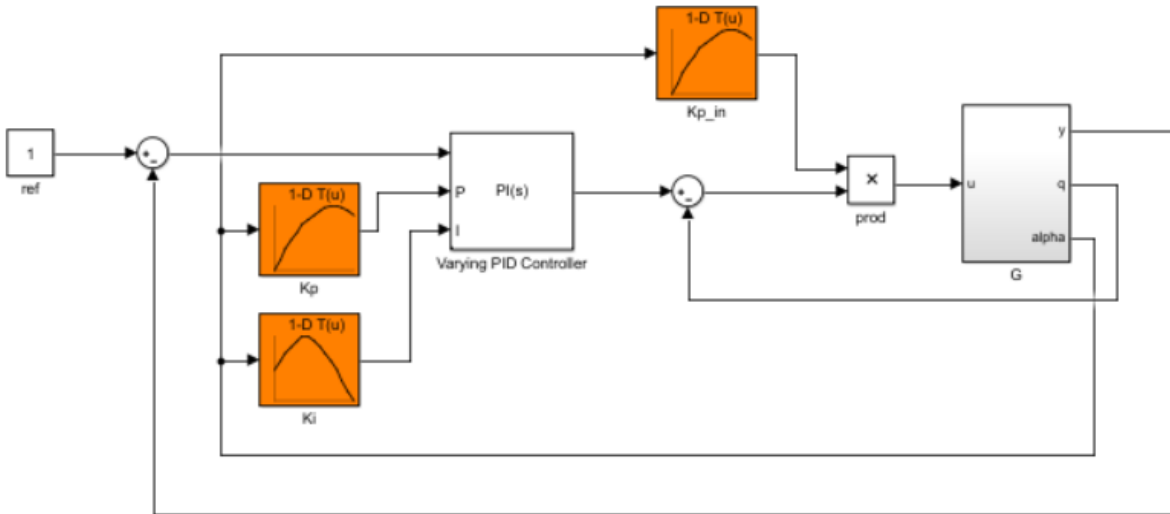 1-D T(u)
Kp_in
1
ref
+
-
1-D T(u)
Kp
P
I
PI(s)
Varying PID Controller
+
-
×
prod
u
y
q
alpha
G
1-D T(u)
Ki